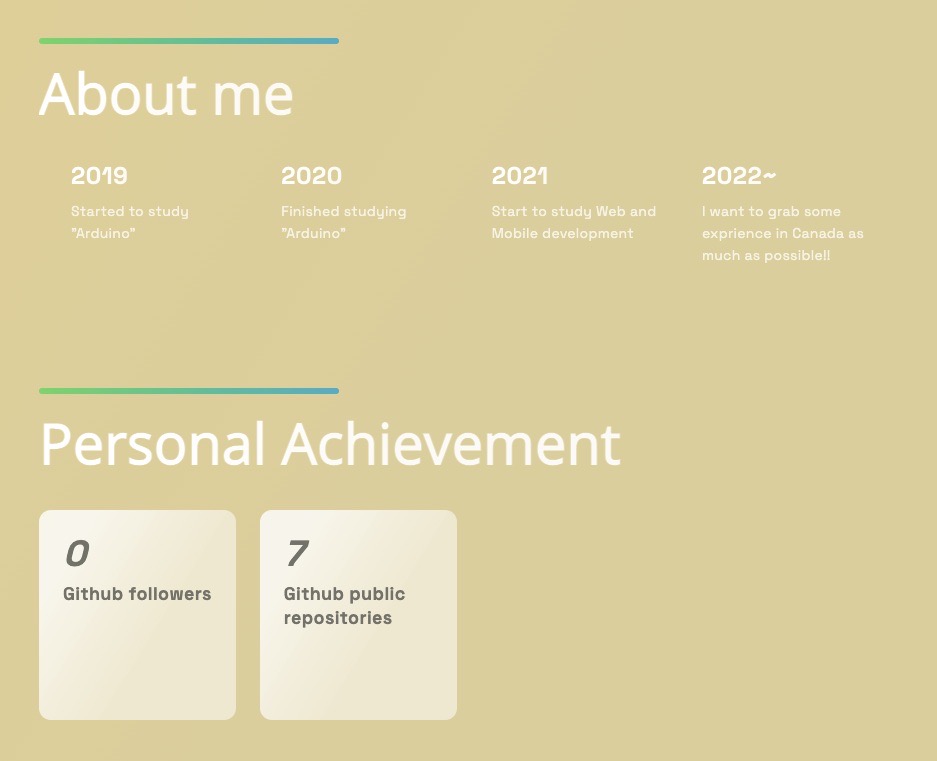 About me
2019
Started to study
"Arduino"
2020
Finished studying
"Arduino"
2021
Start to study Web and
Mobile development
2022~
I want to grab some
exprience in Canada as
much as possible!!
Personal Achievement
0
Github followers
7
Github public
repositories